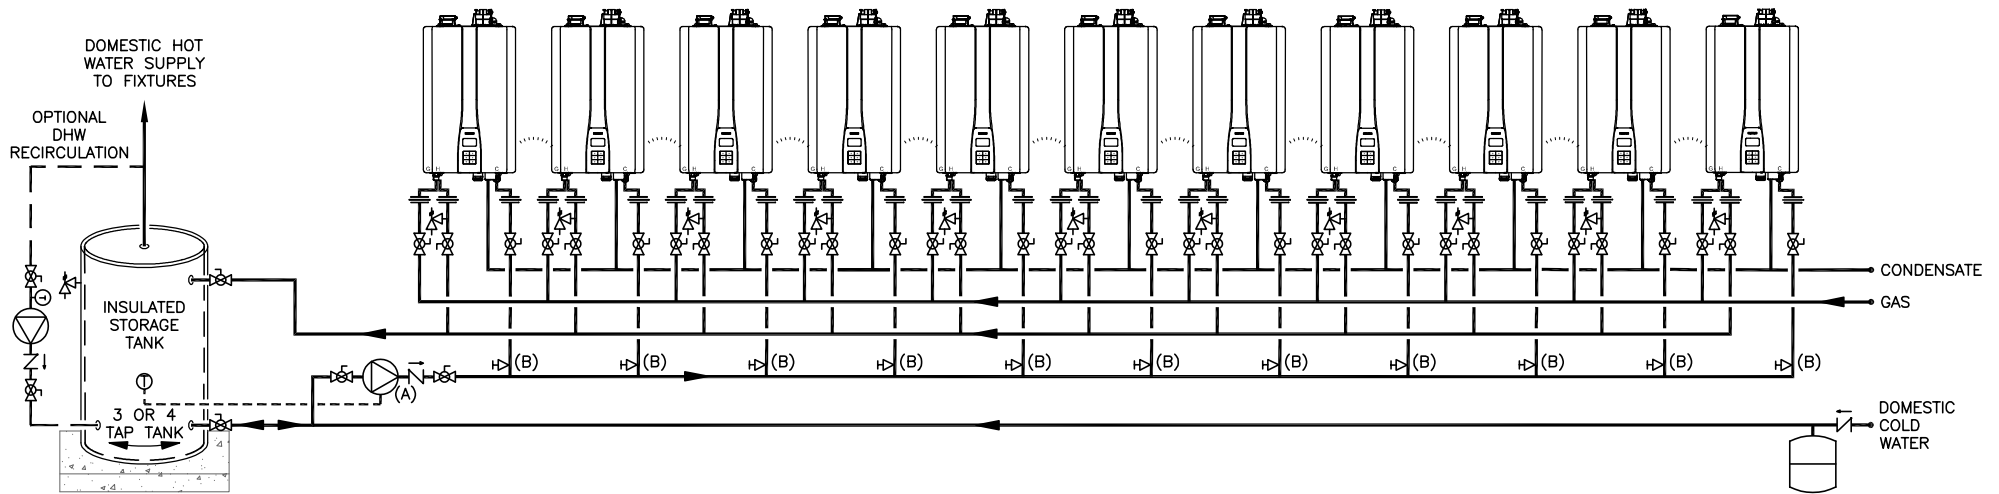 DOMESTIC HOT
WATER SUPPLY
TO FIXTURES
OPTIONAL
DHW
RECIRCULATION
G H C
G H C
G H C
G H C
G H C
G H C
G H C
G H C
G H C
G H C
G H C
CONDENSATE
T
GAS
INSULATED
STORAGE
TANK
(B) (B) (B) (B) (B) (B) (B) (B) (B) (B) (B)
T
(A)
3 OR 4
TAP TANK
DOMESTIC
COLD
WATER